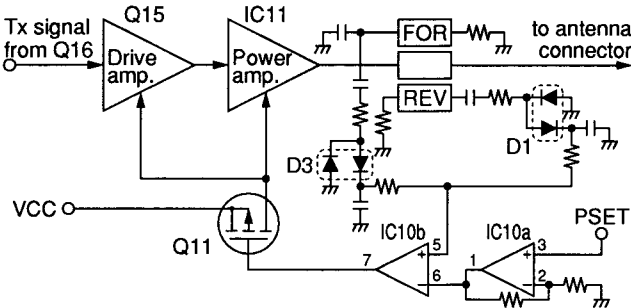 Q15
IC11
Tx signal
from Q16
Drive
amp.
Power
amp.
FOR
REV
to antenna
connector
D1
D3
VCC
Q11
IC10b
IC10a
PSET
7
5
+
6
−
1
3
+
2
−